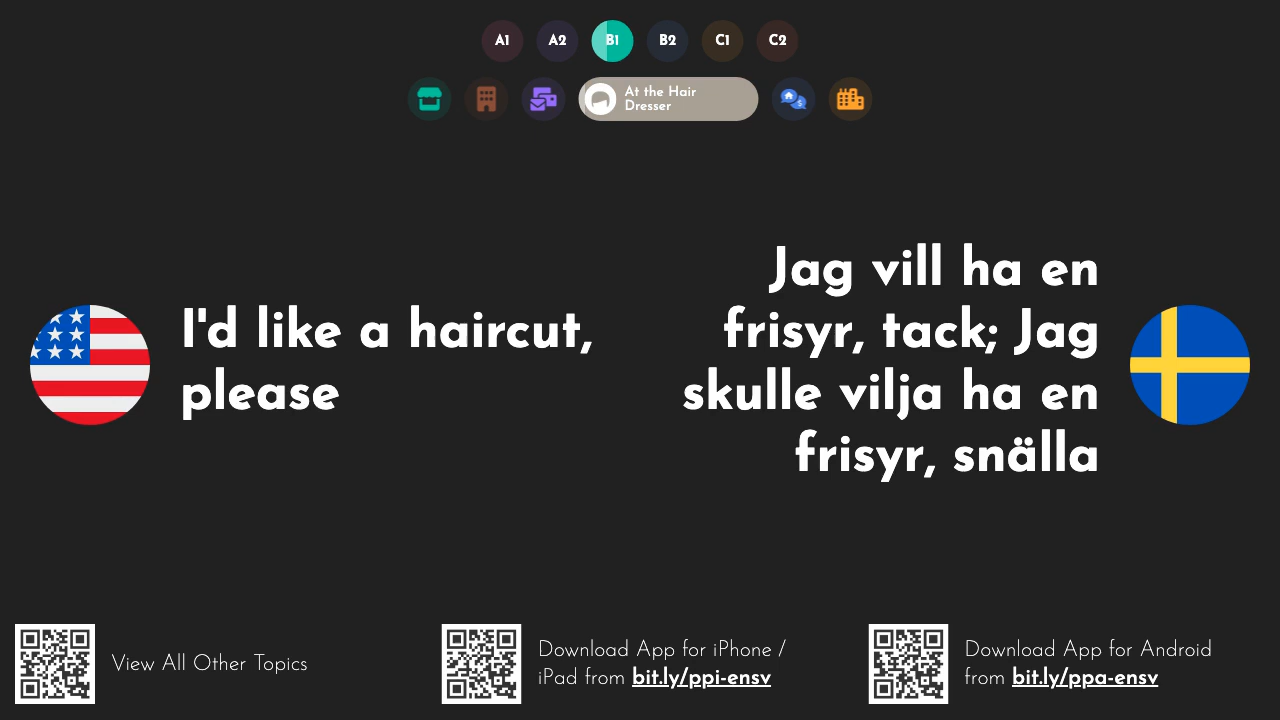 A1 A2 B1 B2 C1 C2
At the Hair
Dresser
I'd like a haircut,
please
Jag vill ha en
frisyr, tack; Jag
skulle vilja ha en
frisyr, snälla
View All Other Topics
Download App for iPhone /
iPad from bit.ly/ppi-ensv
Download App for Android
from bit.ly/ppa-ensv